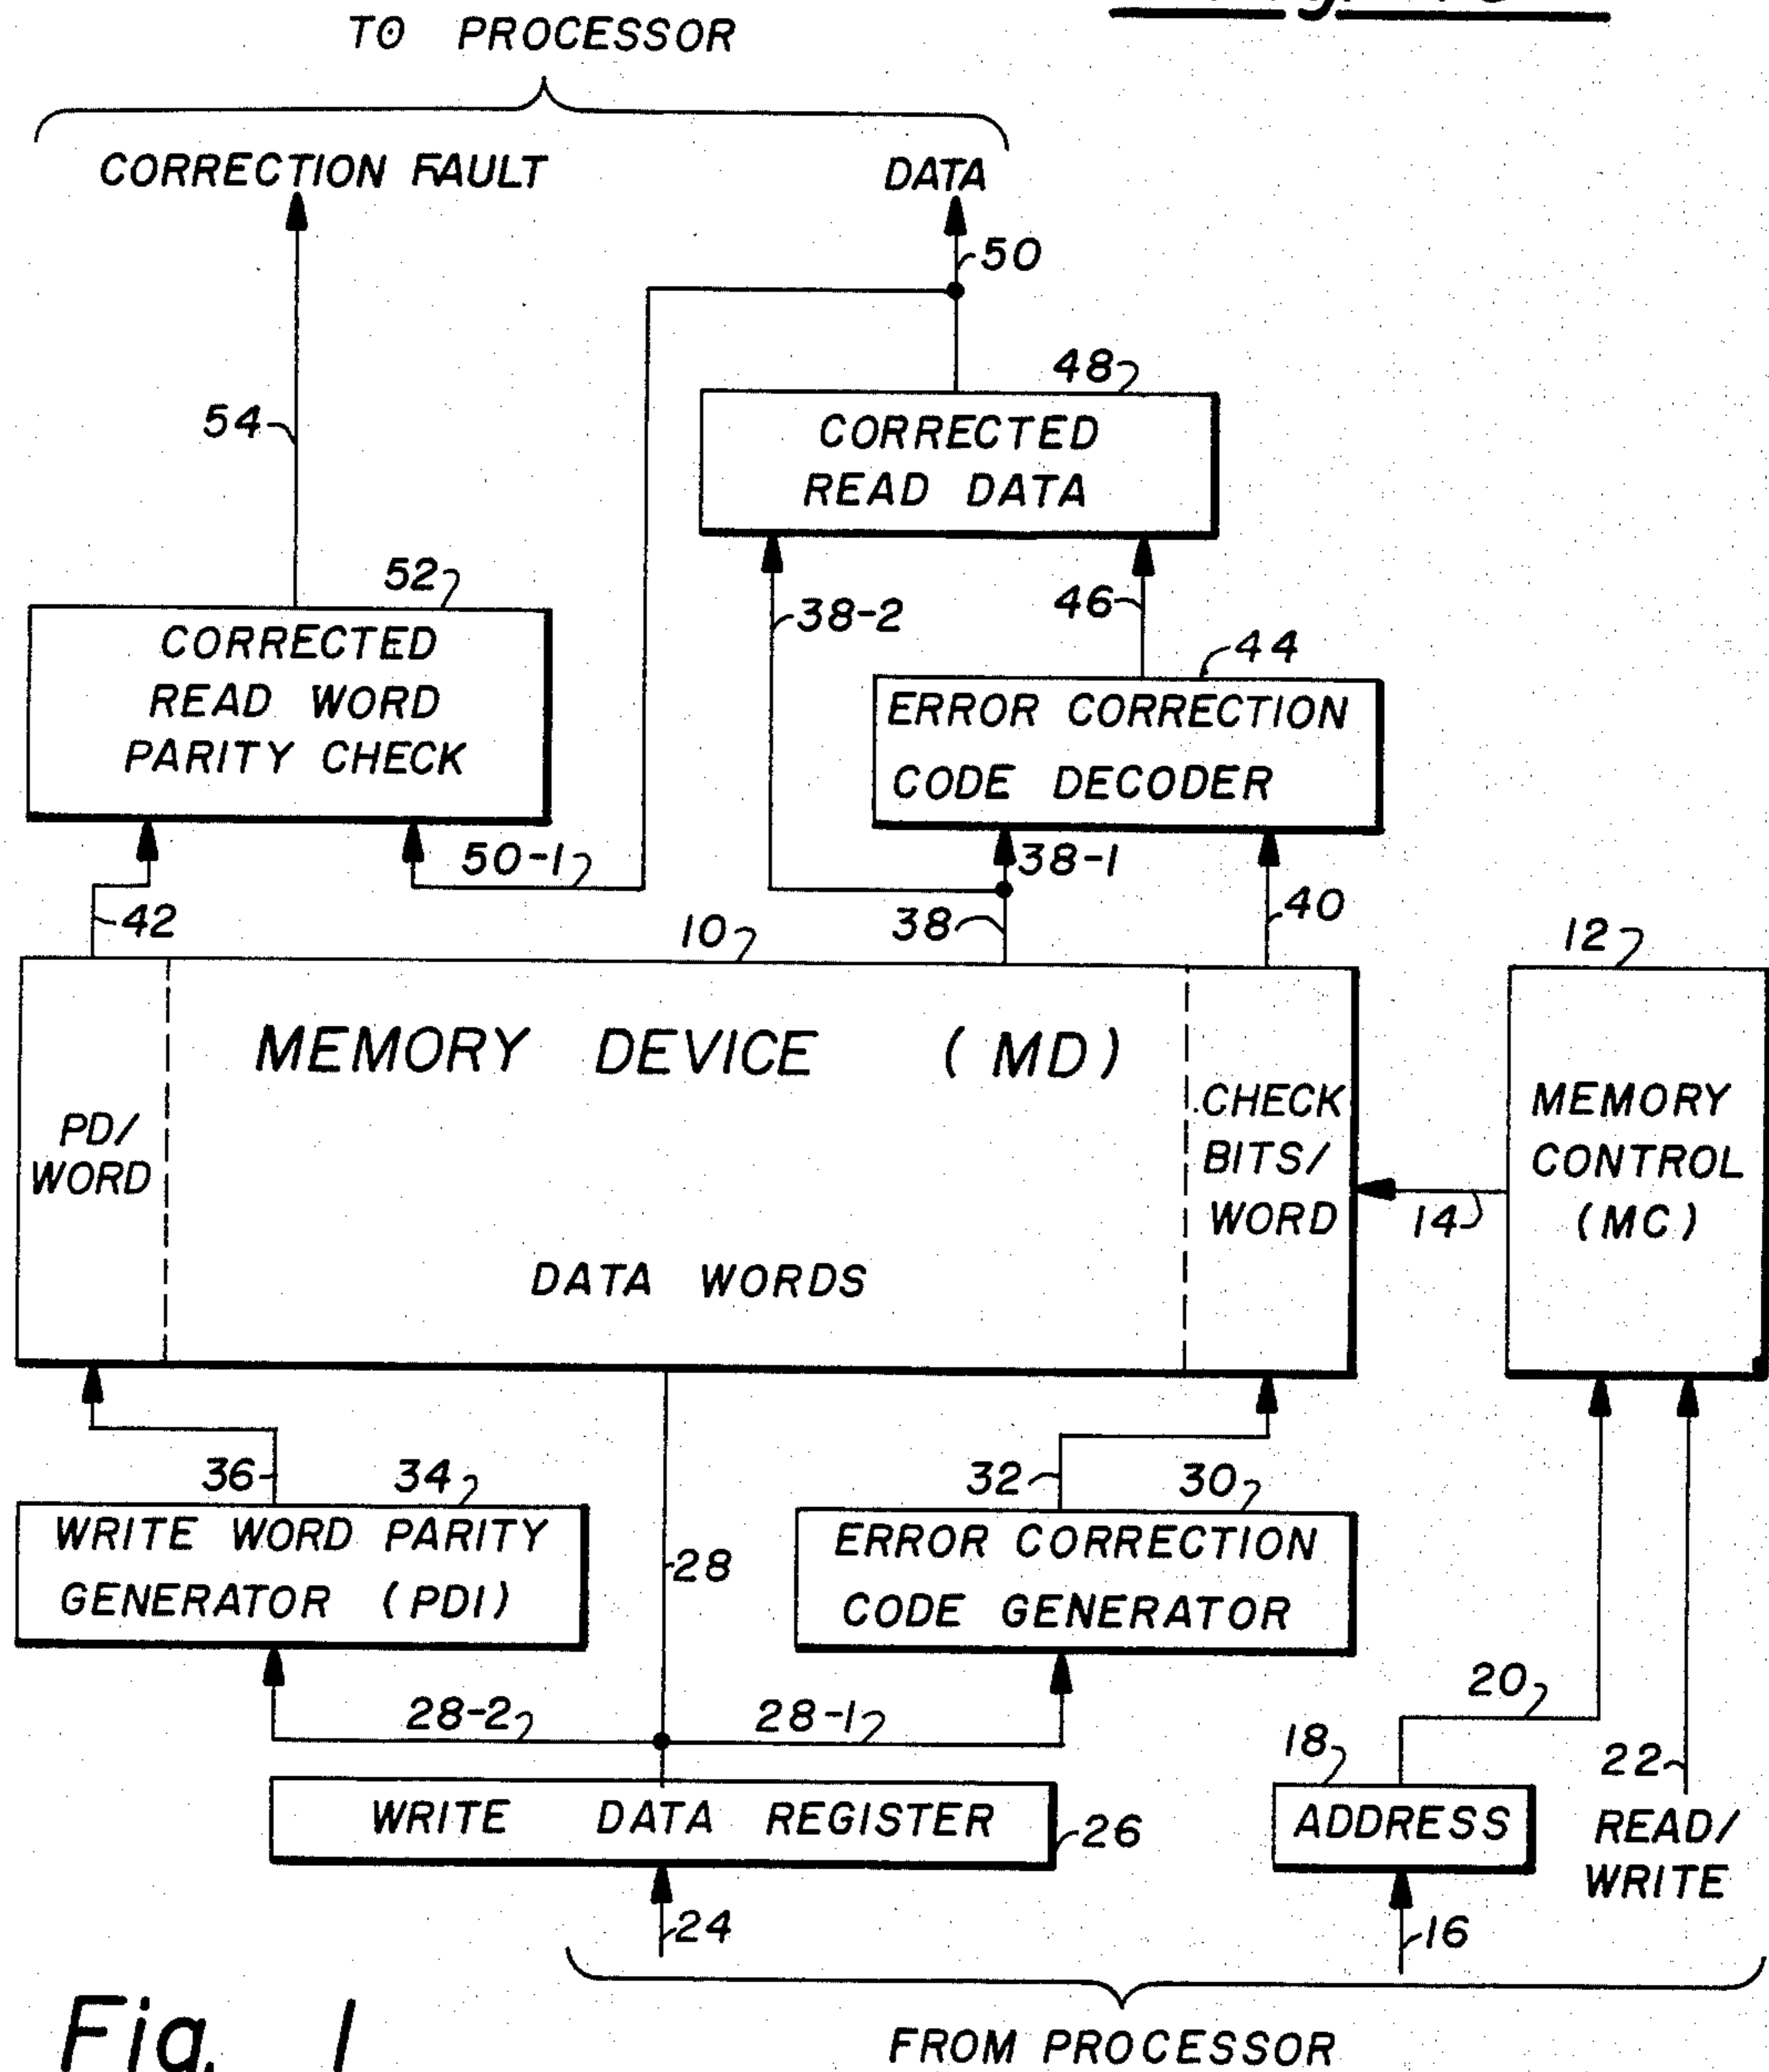 TO PROCESSOR
CORRECTION FAULT
DATA
50
48
CORRECTED
READ DATA
54
52
38-2
46
44
CORRECTED
READ WORD
PARITY CHECK
ERROR CORRECTION
CODE DECODER
50-1
38-1
42
10
38
40
12
MEMORY DEVICE (MD)
PD/
WORD
CHECK
BITS/
WORD
MEMORY
CONTROL
(MC)
14
DATA WORDS
36
34
32
30
WRITE WORD PARITY
GENERATOR (PDI)
28
ERROR CORRECTION
CODE GENERATOR
28-2
28-1
20
18
22
WRITE DATA REGISTER
26
ADDRESS
READ/
WRITE
24
16
Fig. 1
FROM PROCESSOR